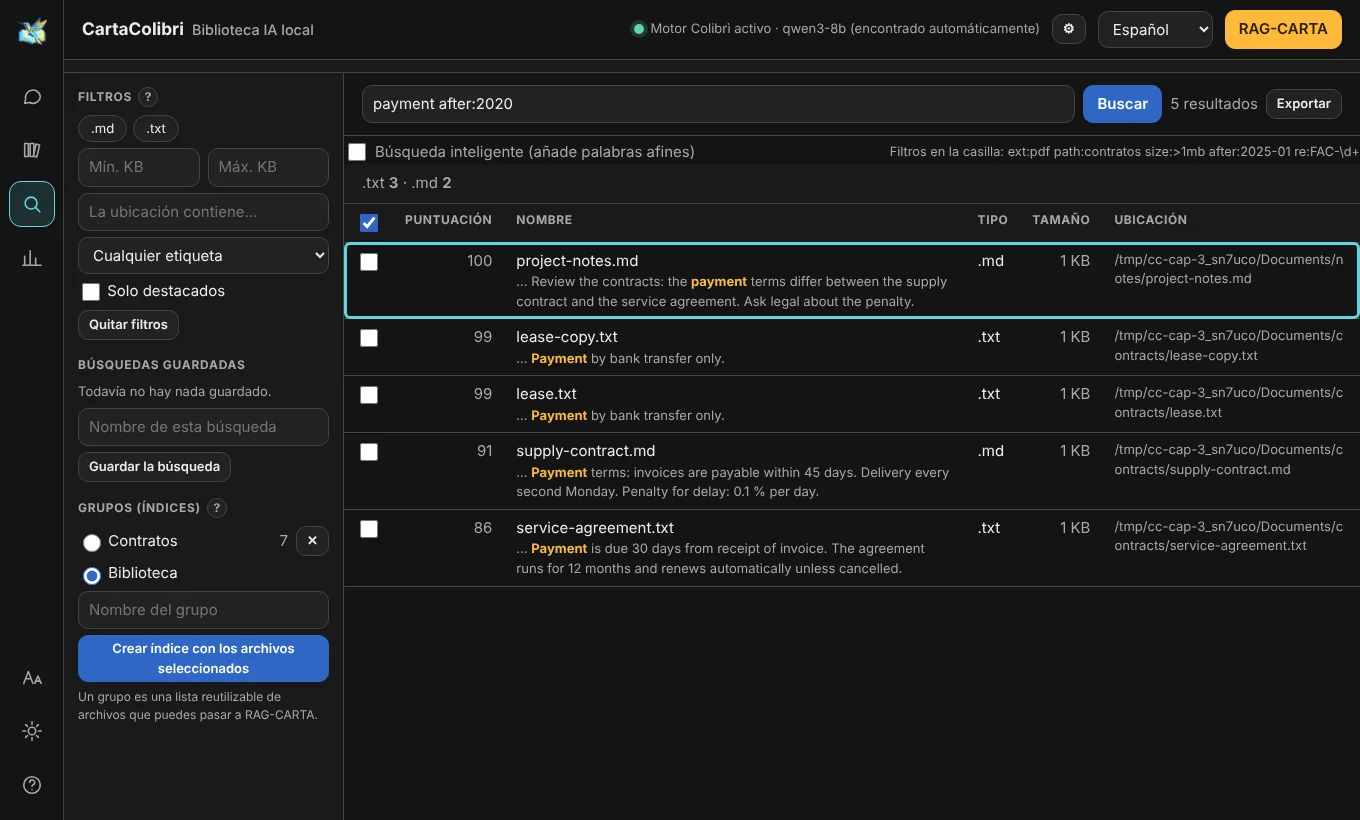 CartaColibri Biblioteca IA local
Motor Colibrì activo · qwen3-8b (encontrado automáticamente)
Español
RAG-CARTA
FILTROS ?
.md .txt
Mín. KB Máx. KB
La ubicación contiene...
Cualquier etiqueta
Solo destacados
Quitar filtros
BÚSQUEDAS GUARDADAS
Todavía no hay nada guardado.
Nombre de esta búsqueda
Guardar la búsqueda
GRUPOS (ÍNDICES) ?
Contratos 7 ✕
Biblioteca
Nombre del grupo
Crear índice con los archivos
seleccionados
Un grupo es una lista reutilizable de
archivos que puedes pasar a RAG-CARTA.
payment after:2020
Buscar 5 resultados Exportar
Búsqueda inteligente (añade palabras afines)
Filtros en la casilla: ext:pdf path:contratos size:>1mb after:2025-01 re:FAC-\d+
.txt 3 · .md 2
PUNTUACIÓN NOMBRE TIPO TAMAÑO UBICACIÓN
100 project-notes.md .md 1 KB /tmp/cc-cap-3_sn7uco/Documents/n
otes/project-notes.md
... Review the contracts: the payment terms differ between the supply
contract and the service agreement. Ask legal about the penalty.
99 lease-copy.txt .txt 1 KB /tmp/cc-cap-3_sn7uco/Documents/c
ontracts/lease-copy.txt
... Payment by bank transfer only.
99 lease.txt .txt 1 KB /tmp/cc-cap-3_sn7uco/Documents/c
ontracts/lease.txt
... Payment by bank transfer only.
91 supply-contract.md .md 1 KB /tmp/cc-cap-3_sn7uco/Documents/c
ontracts/supply-contract.md
... Payment terms: invoices are payable within 45 days. Delivery every
second Monday. Penalty for delay: 0.1 % per day.
86 service-agreement.txt .txt 1 KB /tmp/cc-cap-3_sn7uco/Documents/c
ontracts/service-agreement.txt
... Payment is due 30 days from receipt of invoice. The agreement
runs for 12 months and renews automatically unless cancelled.
AA
?